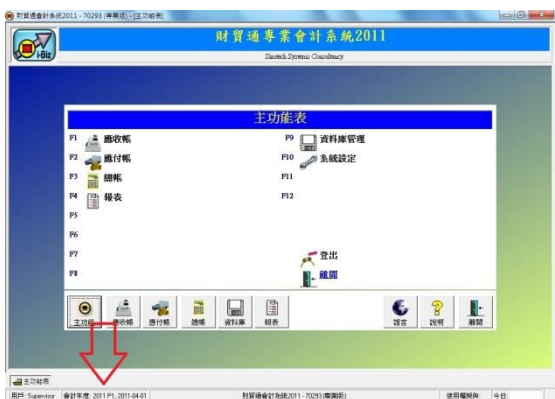 財貿通會計系統2011 - 70293 (專業版) - [主功能表]
i-Biz
財貿通專業會計系統2011
Simtech Systems Consultancy
主功能表
F1 應收帳
F9 資料庫管理
F2 應付帳
F10 系統設定
F3 總帳
F11
F4 報表
F12
F5
F6
F7
登出
F8
離開
主功能 應收帳 應付帳 總帳 資料庫 報表 語言 說明 離開
主功能表
用戶: Supervisor 會計年度: 2011 P1, 2011-04-01 財貿通會計系統2011 - 70293 (專業版) 使用權授與: 今日: